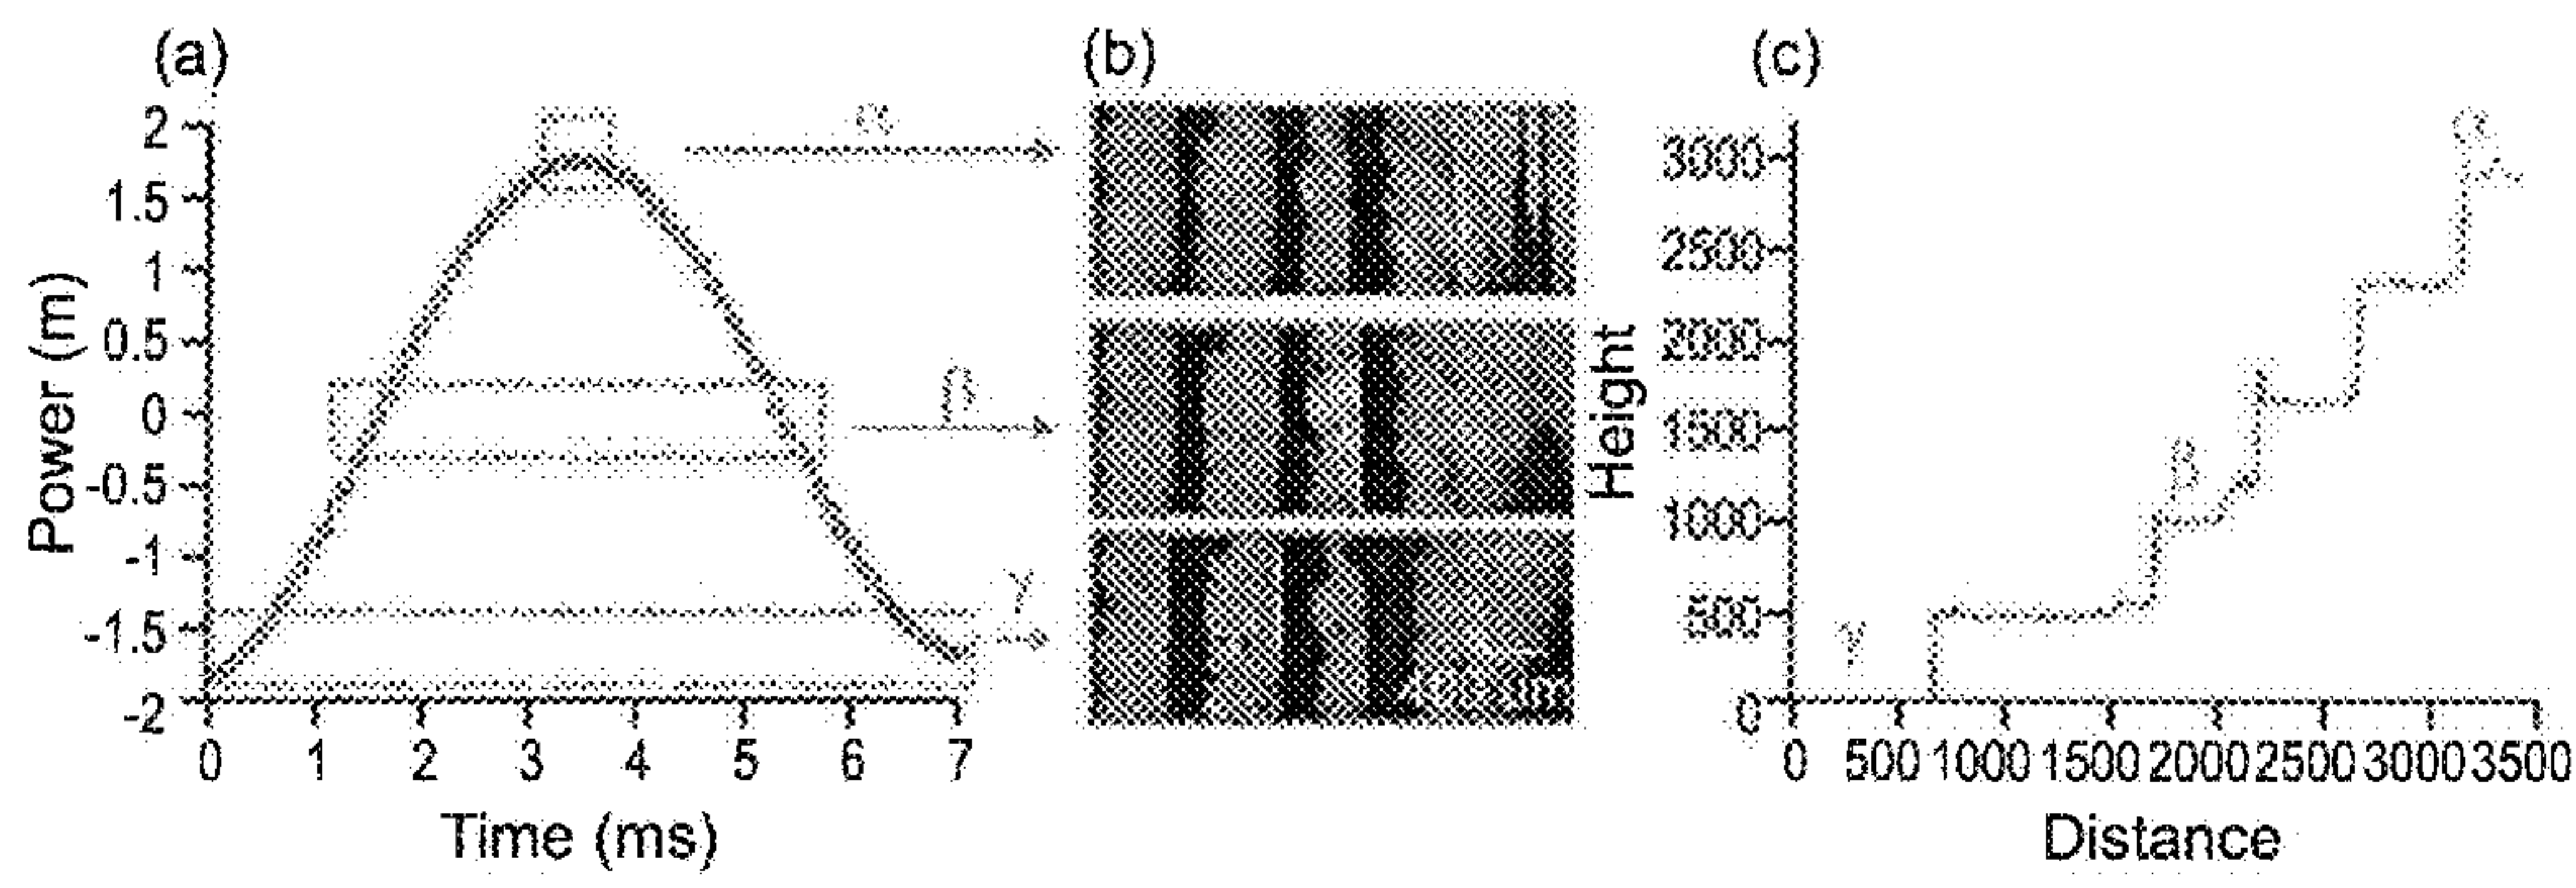 (a)
(b)
(c)
2
1.5
1
0.5
0
-0.5
-1
-1.5
-2
Power (m)
0 1 2 3 4 5 6 7
Time (ms)
α
β
γ
3000
2500
2000
1500
1000
500
0
Height
0 500 1000 1500 2000 2500 3000 3500
Distance
α
β
γ